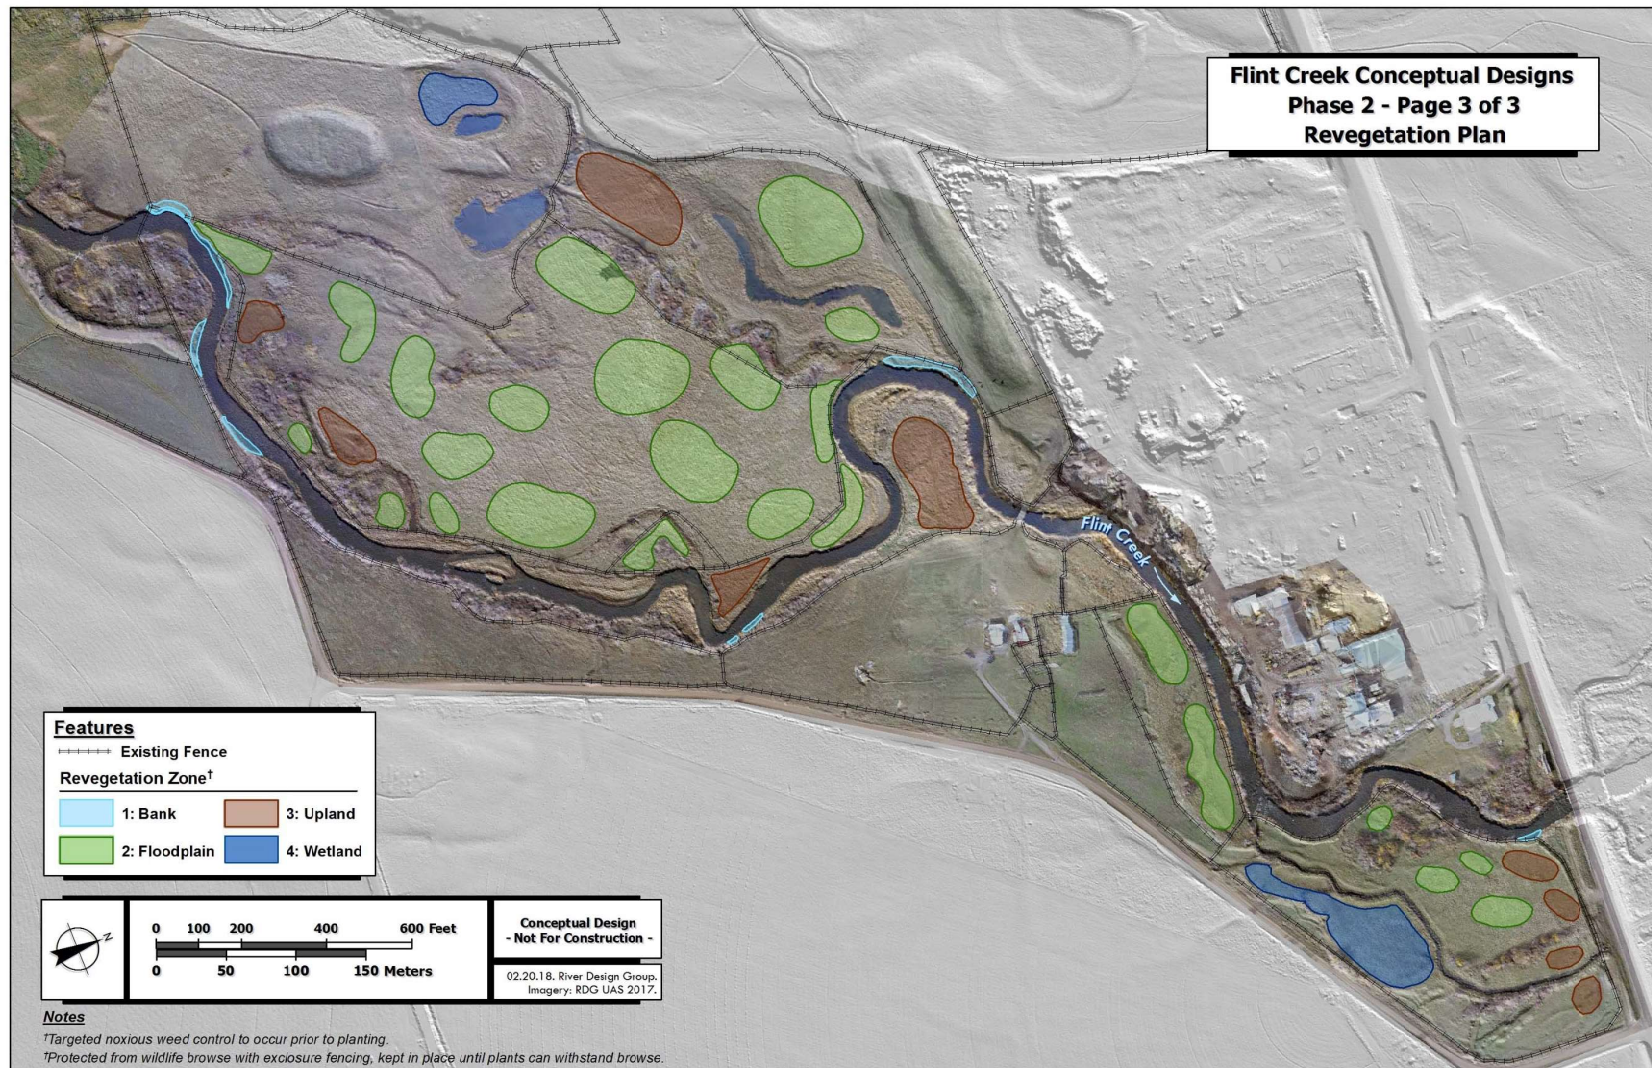 Flint Creek Conceptual Designs
Phase 2 - Page 3 of 3
Revegetation Plan
Flint Creek
Features
Existing Fence
Revegetation Zone†
1: Bank
3: Upland
2: Floodplain
4: Wetland
N
0 100 200 400 600 Feet
0 50 100 150 Meters
Conceptual Design
- Not For Construction -
02.20.18. River Design Group.
Imagery: RDG UAS 2017.
Notes
†Targeted noxious weed control to occur prior to planting.
†Protected from wildlife browse with exclosure fencing, kept in place until plants can withstand browse.